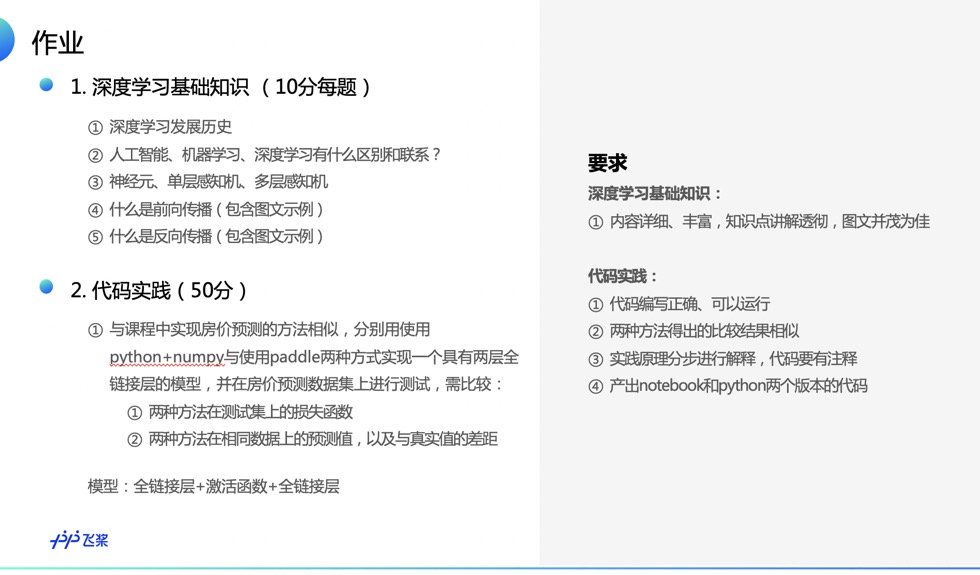 作业
1. 深度学习基础知识 （10分每题）
① 深度学习发展历史
② 人工智能、机器学习、深度学习有什么区别和联系？
③ 神经元、单层感知机、多层感知机
④ 什么是前向传播（包含图文示例）
⑤ 什么是反向传播（包含图文示例）
2. 代码实践（50分）
① 与课程中实现房价预测的方法相似，分别用使用
python+numpy与使用paddle两种方式实现一个具有两层全
链接层的模型，并在房价预测数据集上进行测试，需比较：
① 两种方法在测试集上的损失函数
② 两种方法在相同数据上的预测值，以及与真实值的差距
模型：全链接层+激活函数+全链接层
飞桨
要求
深度学习基础知识：
① 内容详细、丰富，知识点讲解透彻，图文并茂为佳
代码实践：
① 代码编写正确、可以运行
② 两种方法得出的比较结果相似
③ 实践原理分步进行解释，代码要有注释
④ 产出notebook和python两个版本的代码